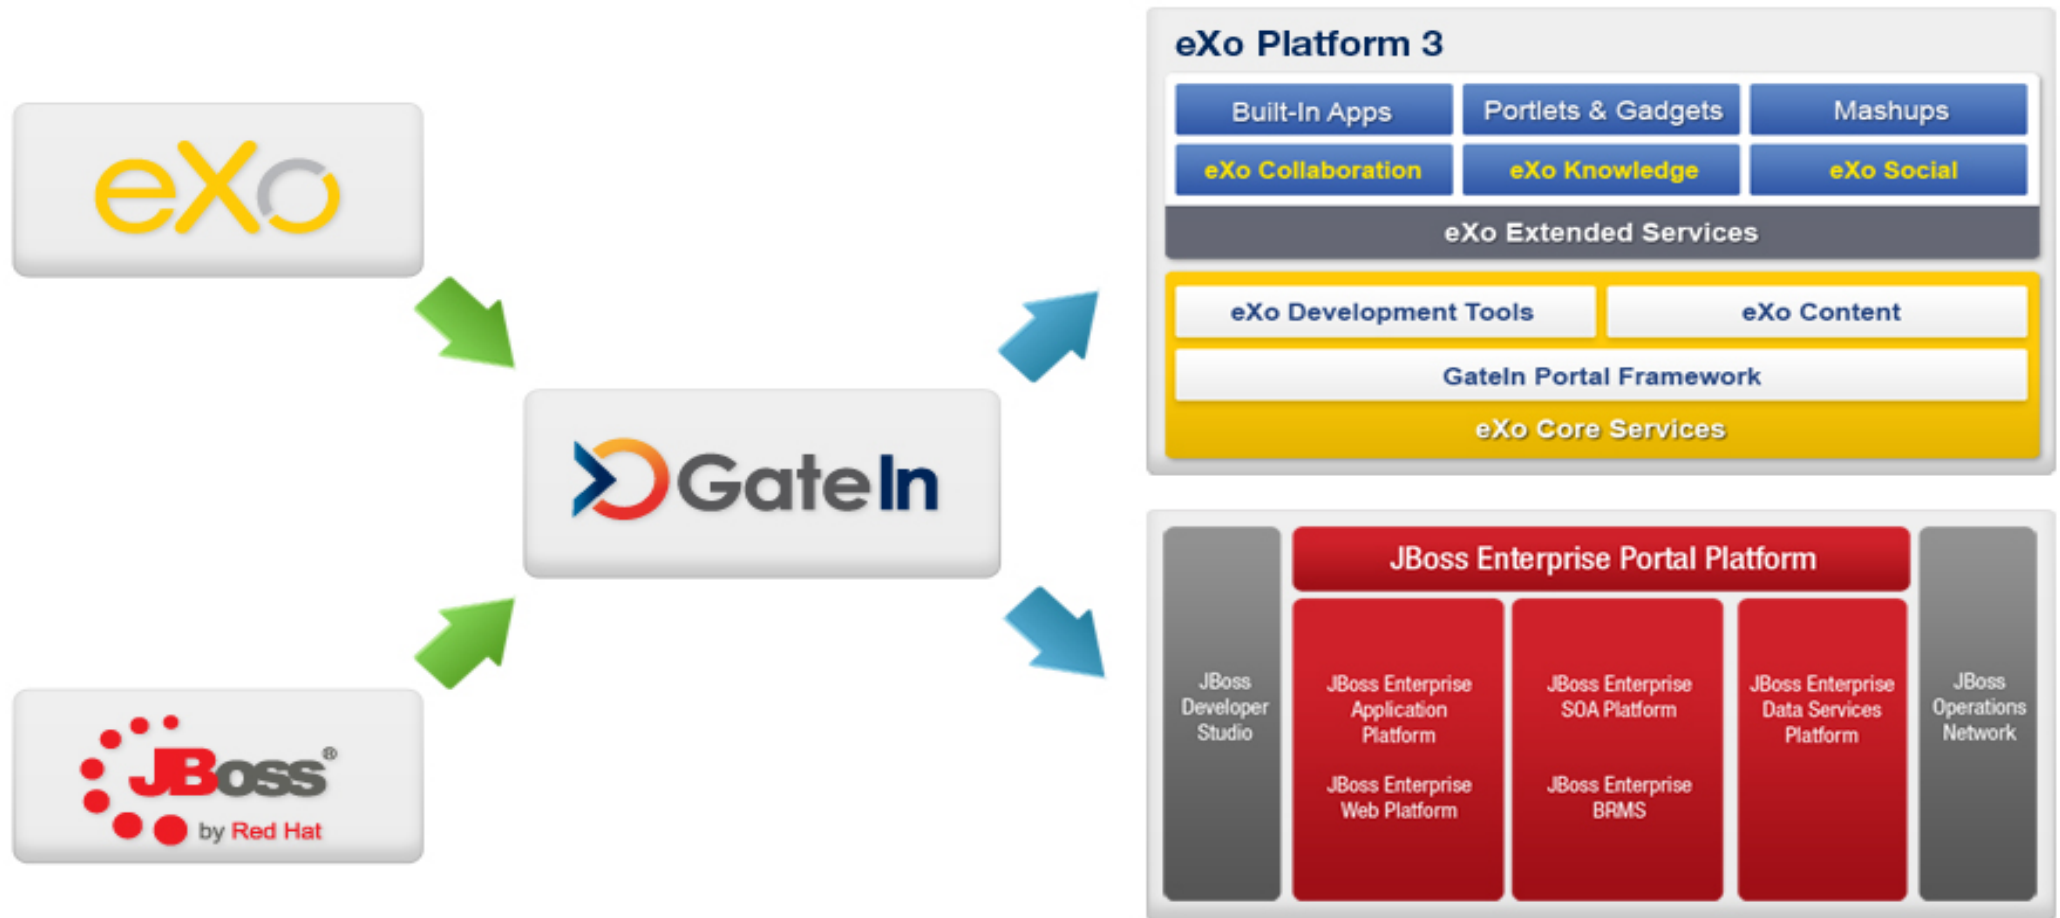 eXo
JBoss®
by Red Hat
GateIn
eXo Platform 3
Built-In Apps
Portlets & Gadgets
Mashups
eXo Collaboration
eXo Knowledge
eXo Social
eXo Extended Services
eXo Development Tools
eXo Content
GateIn Portal Framework
eXo Core Services
JBoss Enterprise Portal Platform
JBoss
Developer
Studio
JBoss Enterprise
Application
Platform
JBoss Enterprise
Web Platform
JBoss Enterprise
SOA Platform
JBoss Enterprise
BRMS
JBoss Enterprise
Data Services
Platform
JBoss
Operations
Network